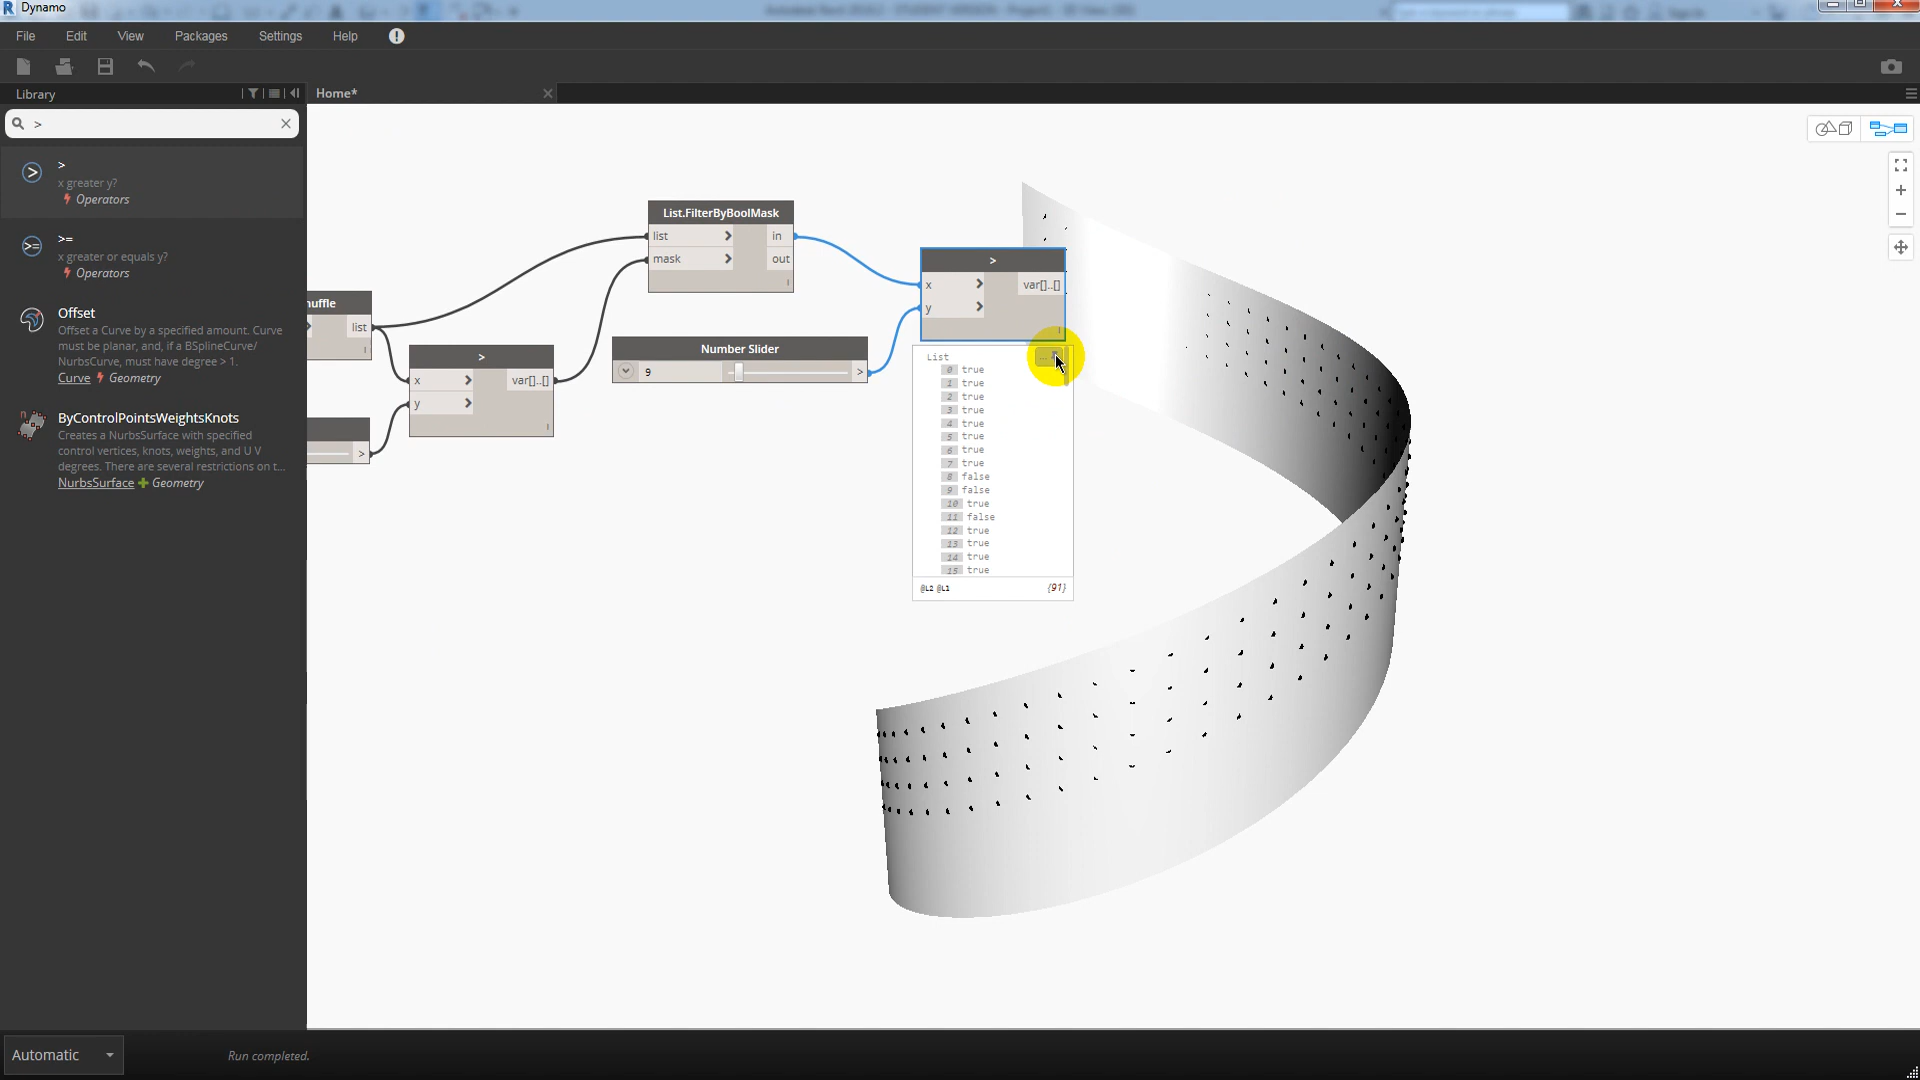 Dynamo
File Edit View Packages Settings Help
Library
Home*
>
>
x greater y?
Operators
>=
x greater or equals y?
Operators
Offset
Offset a Curve by a specified amount. Curve
must be planar, and, if a BSplineCurve/
NurbsCurve, must have degree > 1.
Curve Geometry
ByControlPointsWeightsKnots
Creates a NurbsSurface with specified
control vertices, knots, weights, and U V
degrees. There are several restrictions on t...
NurbsSurface Geometry
uffle
list
>
>
x
y
var[]..[]
List.FilterByBoolMask
list in
mask out
Number Slider
9 >
>
x var[]..[]
y
List
0 true
1 true
2 true
3 true
4 true
5 true
6 true
7 true
8 false
9 false
10 true
11 false
12 true
13 true
14 true
15 true
@L2 @L1 {91}
Automatic
Run completed.